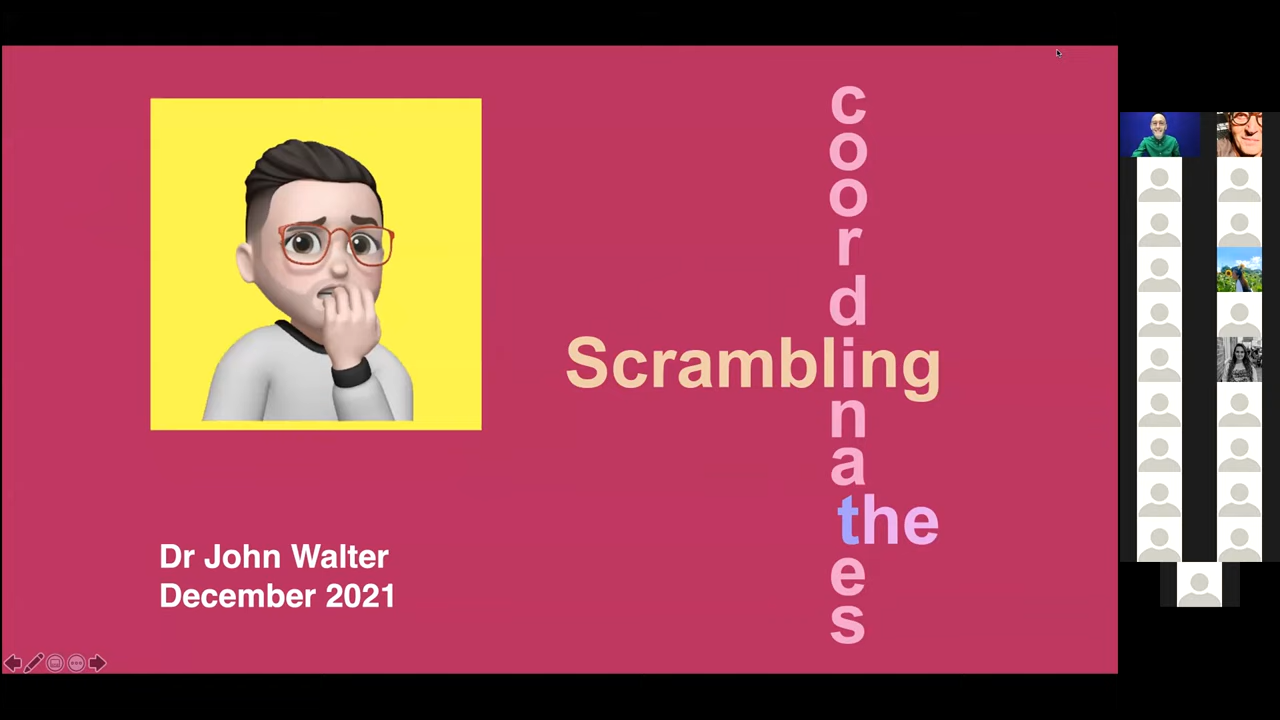 Scrambling
the
coordinates
Dr John Walter
December 2021